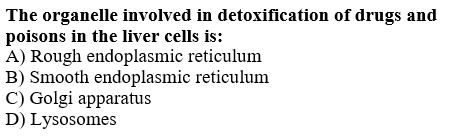 The organelle involved in detoxification of drugs and
poisons in the liver cells is:
A) Rough endoplasmic reticulum
B) Smooth endoplasmic reticulum
C) Golgi apparatus
D) Lysosomes